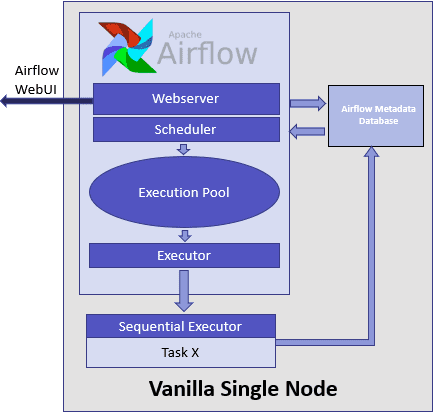 Apache
Airflow
Airflow
WebUI
Webserver
Scheduler
Airflow Metadata
Database
Execution Pool
Executor
Sequential Executor
Task X
Vanilla Single Node